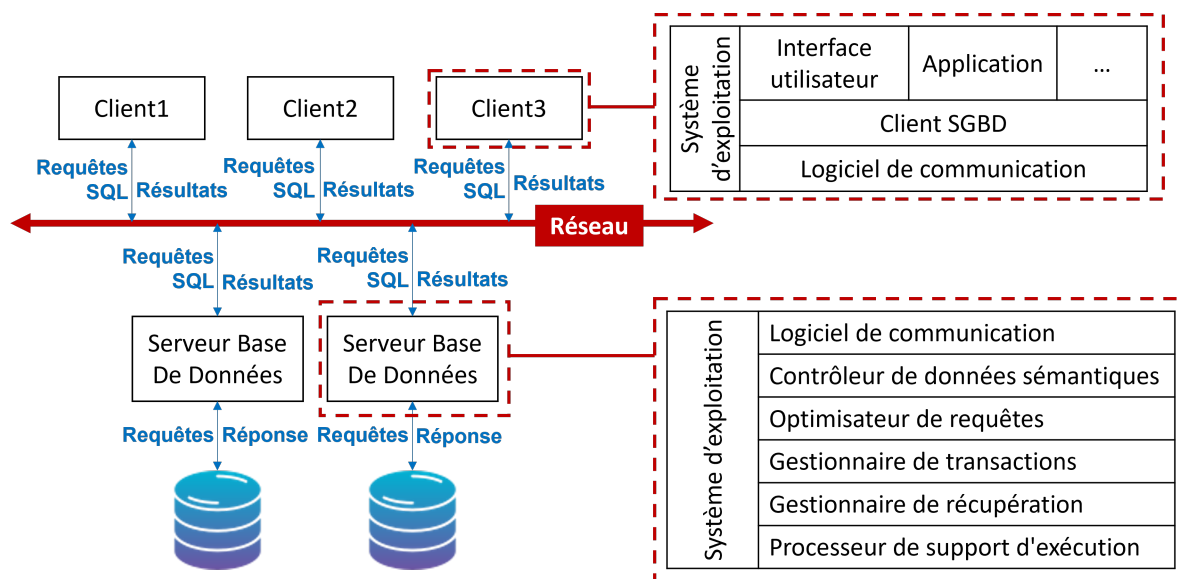 Client1
Client2
Client3
Requêtes
SQL
Résultats
Requêtes
SQL
Résultats
Requêtes
SQL
Résultats
Réseau
Requêtes
SQL
Résultats
Requêtes
SQL
Résultats
Serveur Base
De Données
Serveur Base
De Données
Requêtes
Réponse
Requêtes
Réponse
Système
d'exploitation
Interface
utilisateur
Application
...
Client SGBD
Logiciel de communication
Système d'exploitation
Logiciel de communication
Contrôleur de données sémantiques
Optimisateur de requêtes
Gestionnaire de transactions
Gestionnaire de récupération
Processeur de support d'exécution